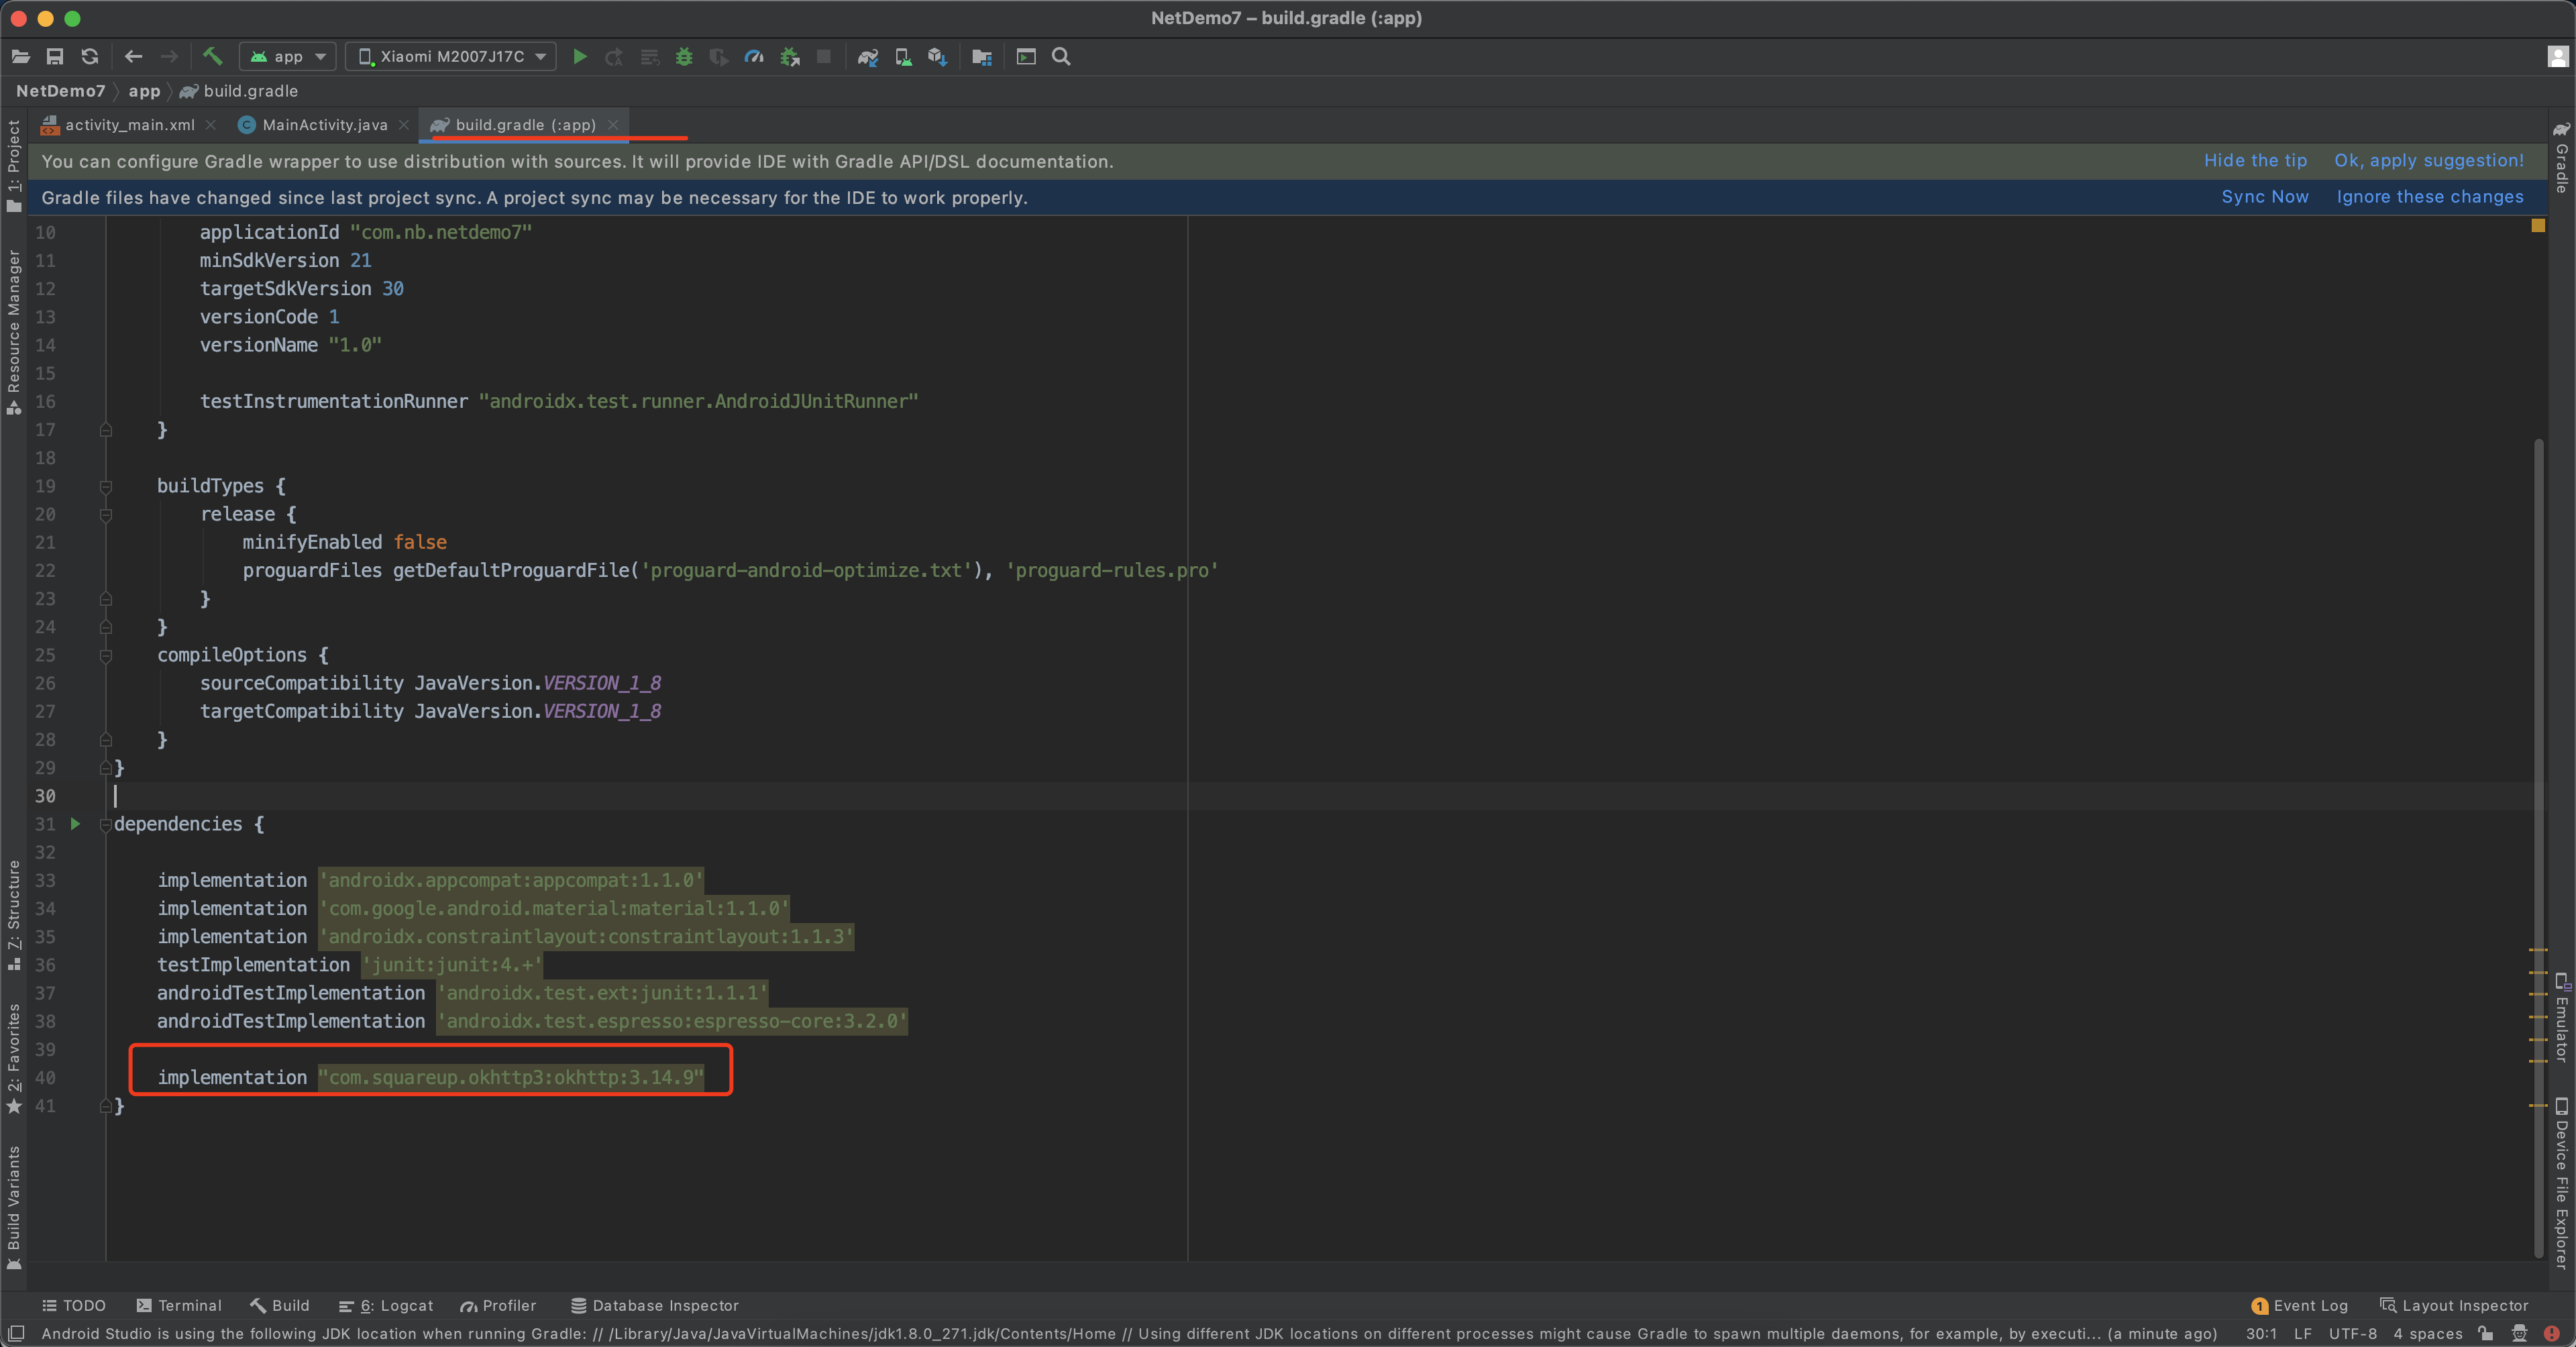 NetDemo7 – build.gradle (:app)
app
Xiaomi M2007J17C
NetDemo7
app
build.gradle
activity_main.xml
MainActivity.java
build.gradle (:app)
You can configure Gradle wrapper to use distribution with sources. It will provide IDE with Gradle API/DSL documentation.
Hide the tip
Ok, apply suggestion!
Gradle files have changed since last project sync. A project sync may be necessary for the IDE to work properly.
Sync Now
Ignore these changes
1: Project
Resource Manager
7: Structure
2: Favorites
Build Variants
10 applicationId "com.nb.netdemo7"
11 minSdkVersion 21
12 targetSdkVersion 30
13 versionCode 1
14 versionName "1.0"
15
16 testInstrumentationRunner "androidx.test.runner.AndroidJUnitRunner"
17 }
18
19 buildTypes {
20 release {
21 minifyEnabled false
22 proguardFiles getDefaultProguardFile('proguard-android-optimize.txt'), 'proguard-rules.pro'
23 }
24 }
25 compileOptions {
26 sourceCompatibility JavaVersion.VERSION_1_8
27 targetCompatibility JavaVersion.VERSION_1_8
28 }
29 }
30
31 dependencies {
32
33 implementation 'androidx.appcompat:appcompat:1.1.0'
34 implementation 'com.google.android.material:material:1.1.0'
35 implementation 'androidx.constraintlayout:constraintlayout:1.1.3'
36 testImplementation 'junit:junit:4.+'
37 androidTestImplementation 'androidx.test.ext:junit:1.1.1'
38 androidTestImplementation 'androidx.test.espresso:espresso-core:3.2.0'
39
40 implementation "com.squareup.okhttp3:okhttp:3.14.9"
41 }
Gradle
Emulator
Device File Explorer
TODO
Terminal
Build
6: Logcat
Profiler
Database Inspector
1 Event Log
Layout Inspector
Android Studio is using the following JDK location when running Gradle: // /Library/Java/JavaVirtualMachines/jdk1.8.0_271.jdk/Contents/Home // Using different JDK locations on different processes might cause Gradle to spawn multiple daemons, for example, by executi... (a minute ago)
30:1
LF
UTF-8
4 spaces